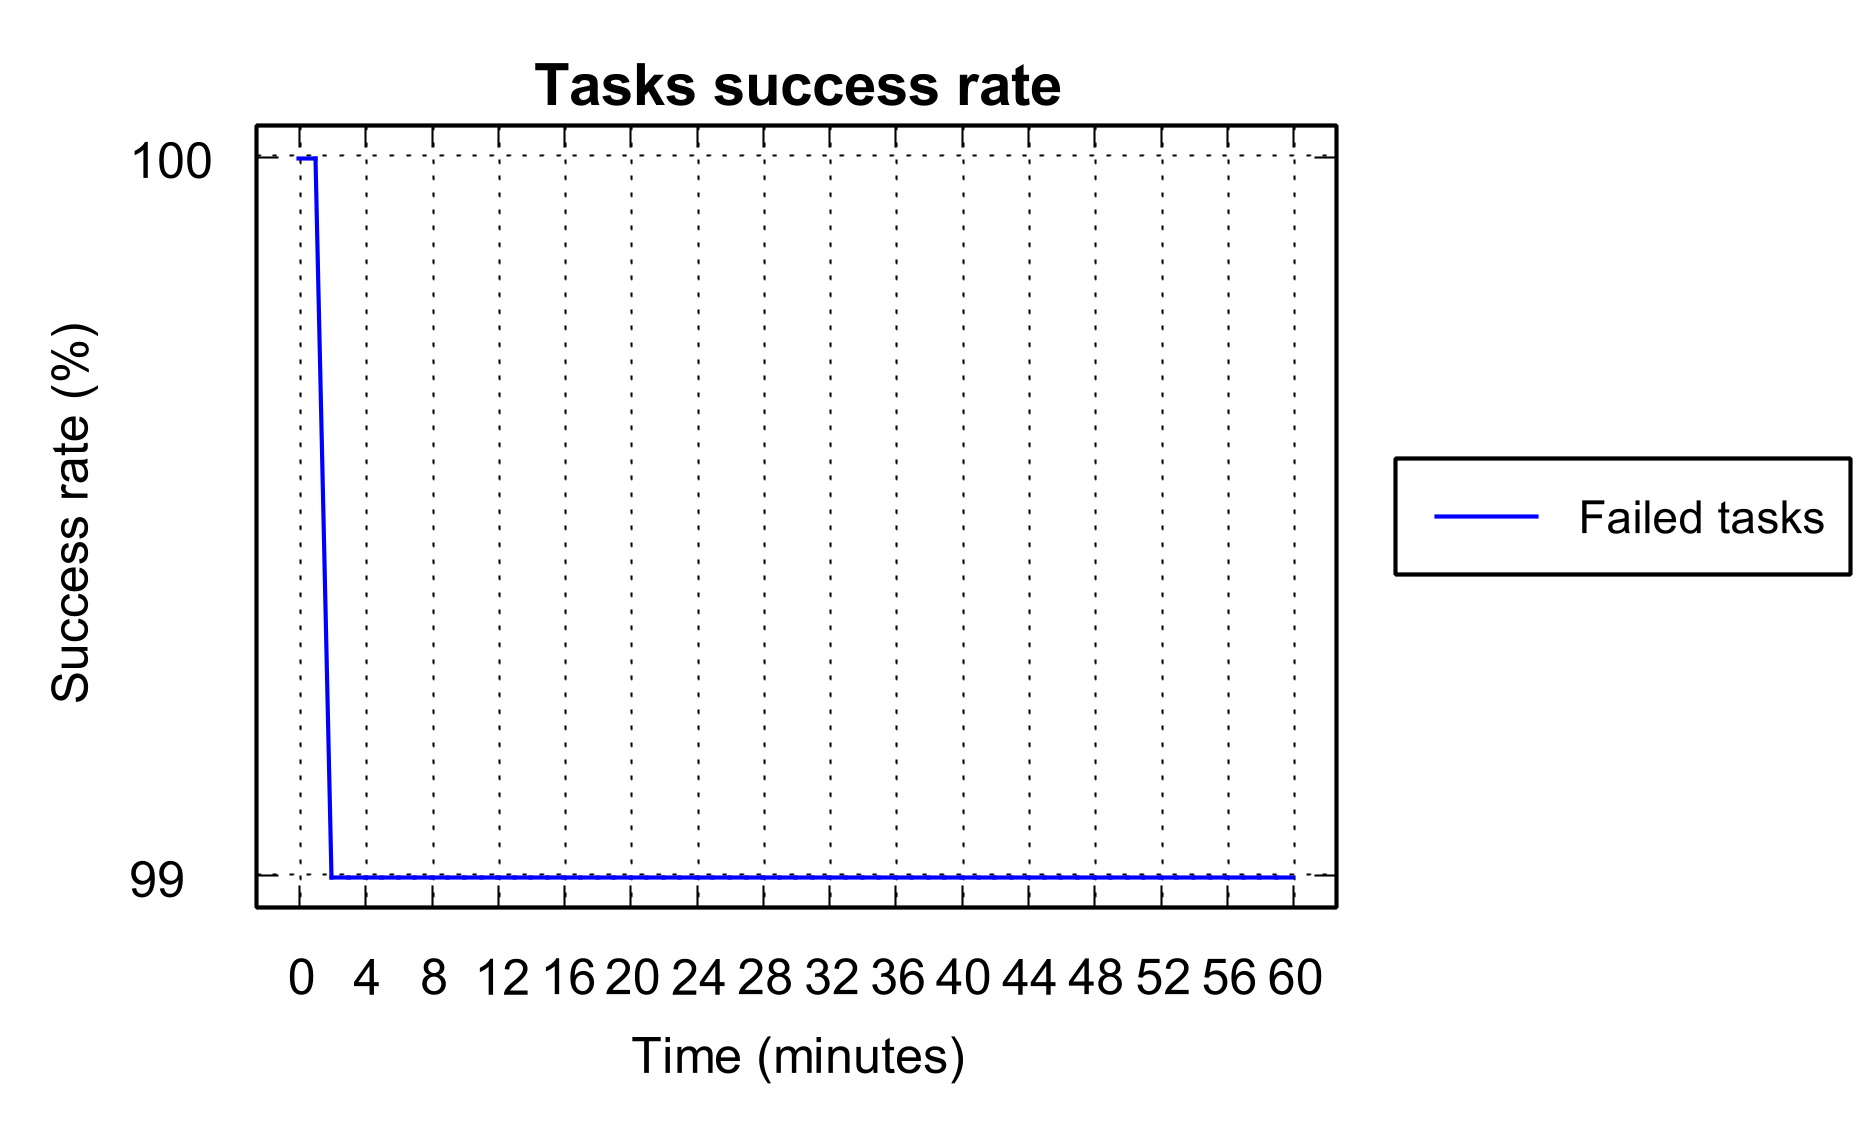 Tasks success rate
100
99
Success rate (%)
0 4 8 12 16 20 24 28 32 36 40 44 48 52 56 60
Time (minutes)
Failed tasks